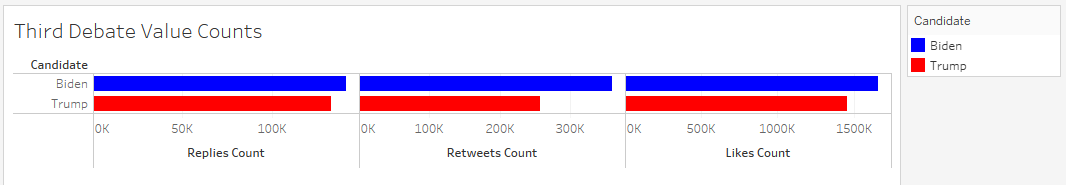 Third Debate Value Counts
Candidate
Biden
Trump
0K 50K 100K
0K 100K 200K 300K
0K 500K 1000K 1500K
Replies Count
Retweets Count
Likes Count
Candidate
Biden
Trump